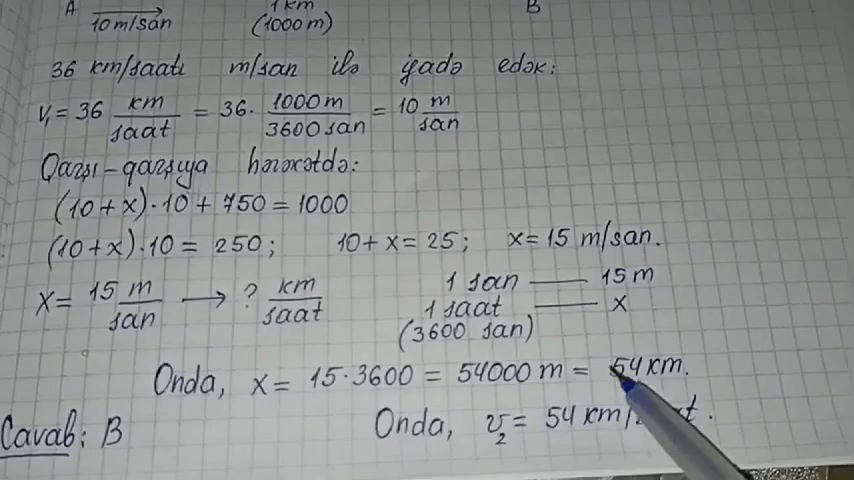 A 10 m/san 1 km B
(1000 m)
36 km/saatı m/san ilə ifadə edək:
V₁ = 36 km/saat = 36 · 1000 m/3600 san = 10 m/san
Qarşı-qarşıya hərəkətdə:
(10+x)·10 + 750 = 1000
(10+x)·10 = 250; 10+x = 25; x = 15 m/san.
x = 15 m/san → ? km/saat 1 san — 15 m
1 saat — x
(3600 san)
Onda, x = 15·3600 = 54000 m = 54 km.
Cavab: B Onda, v₂ = 54 km/